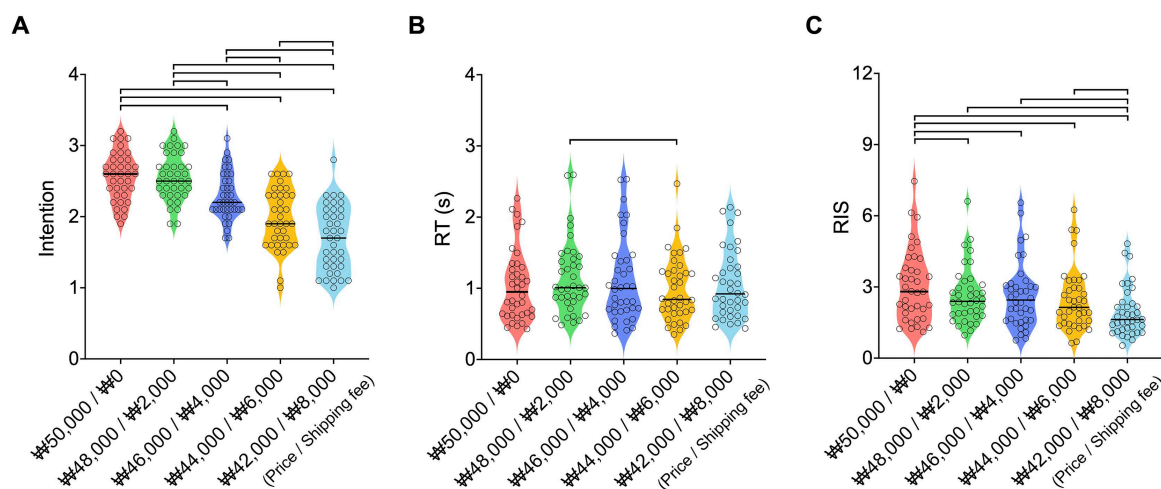 A
Intention
4
3
2
1
0
₩50,000 / ₩0
₩48,000 / ₩2,000
₩46,000 / ₩4,000
₩44,000 / ₩6,000
₩42,000 / ₩8,000
(Price / Shipping fee)
B
RT (s)
4
3
2
1
0
₩50,000 / ₩0
₩48,000 / ₩2,000
₩46,000 / ₩4,000
₩44,000 / ₩6,000
₩42,000 / ₩8,000
(Price / Shipping fee)
C
RIS
12
9
6
3
0
₩50,000 / ₩0
₩48,000 / ₩2,000
₩46,000 / ₩4,000
₩44,000 / ₩6,000
₩42,000 / ₩8,000
(Price / Shipping fee)